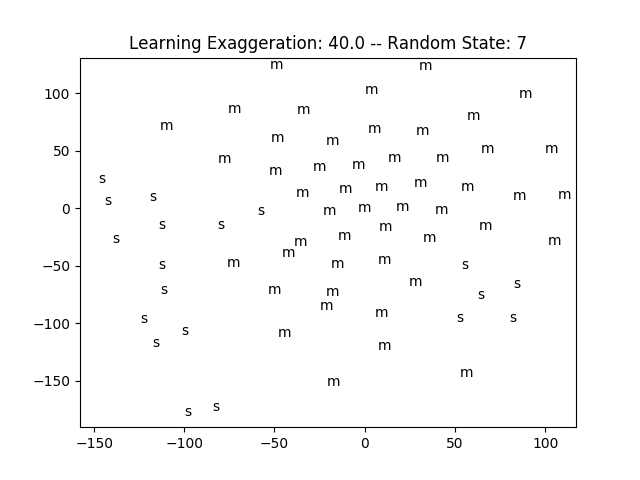 Learning Exaggeration: 40.0 -- Random State: 7
m m
100 m m
m m m
m m m m
50 m m m m
m m m m m
m m m
s m m m m
s s m m m m
0 s m m m m
s s m m
m m m m
m m
−50 s m m m s
s m m m s
s m m s
−100 s m s s
s m
s m
m
−150 m
s s
−150 −100 −50 0 50 100